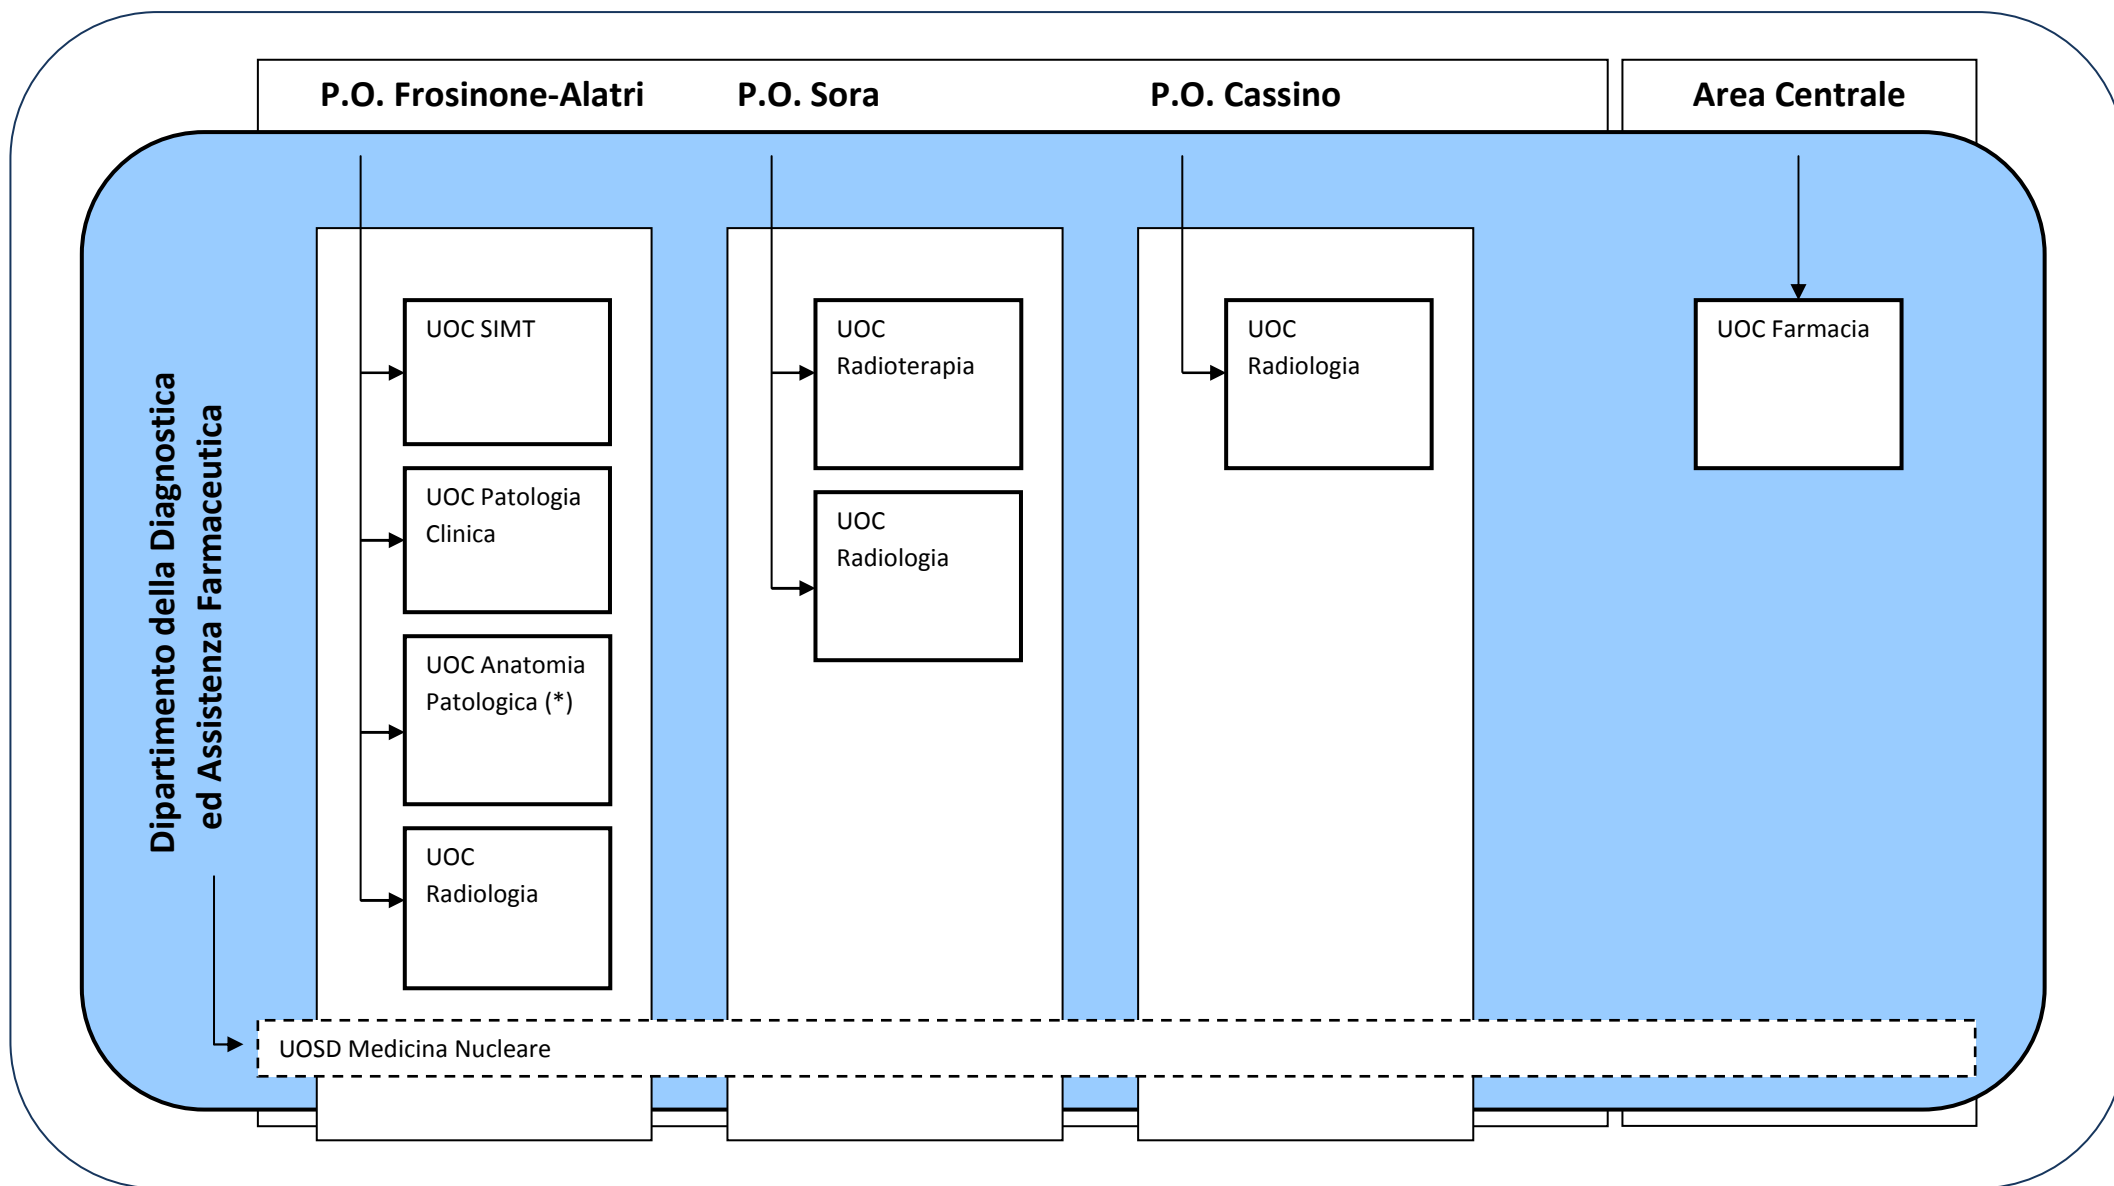 P.O. Frosinone-Alatri
P.O. Sora
P.O. Cassino
Area Centrale
Dipartimento della Diagnostica
ed Assistenza Farmaceutica
UOC SIMT
UOC Patologia
Clinica
UOC Anatomia
Patologica (*)
UOC
Radiologia
UOC
Radioterapia
UOC
Radiologia
UOC
Radiologia
UOC Farmacia
UOSD Medicina Nucleare